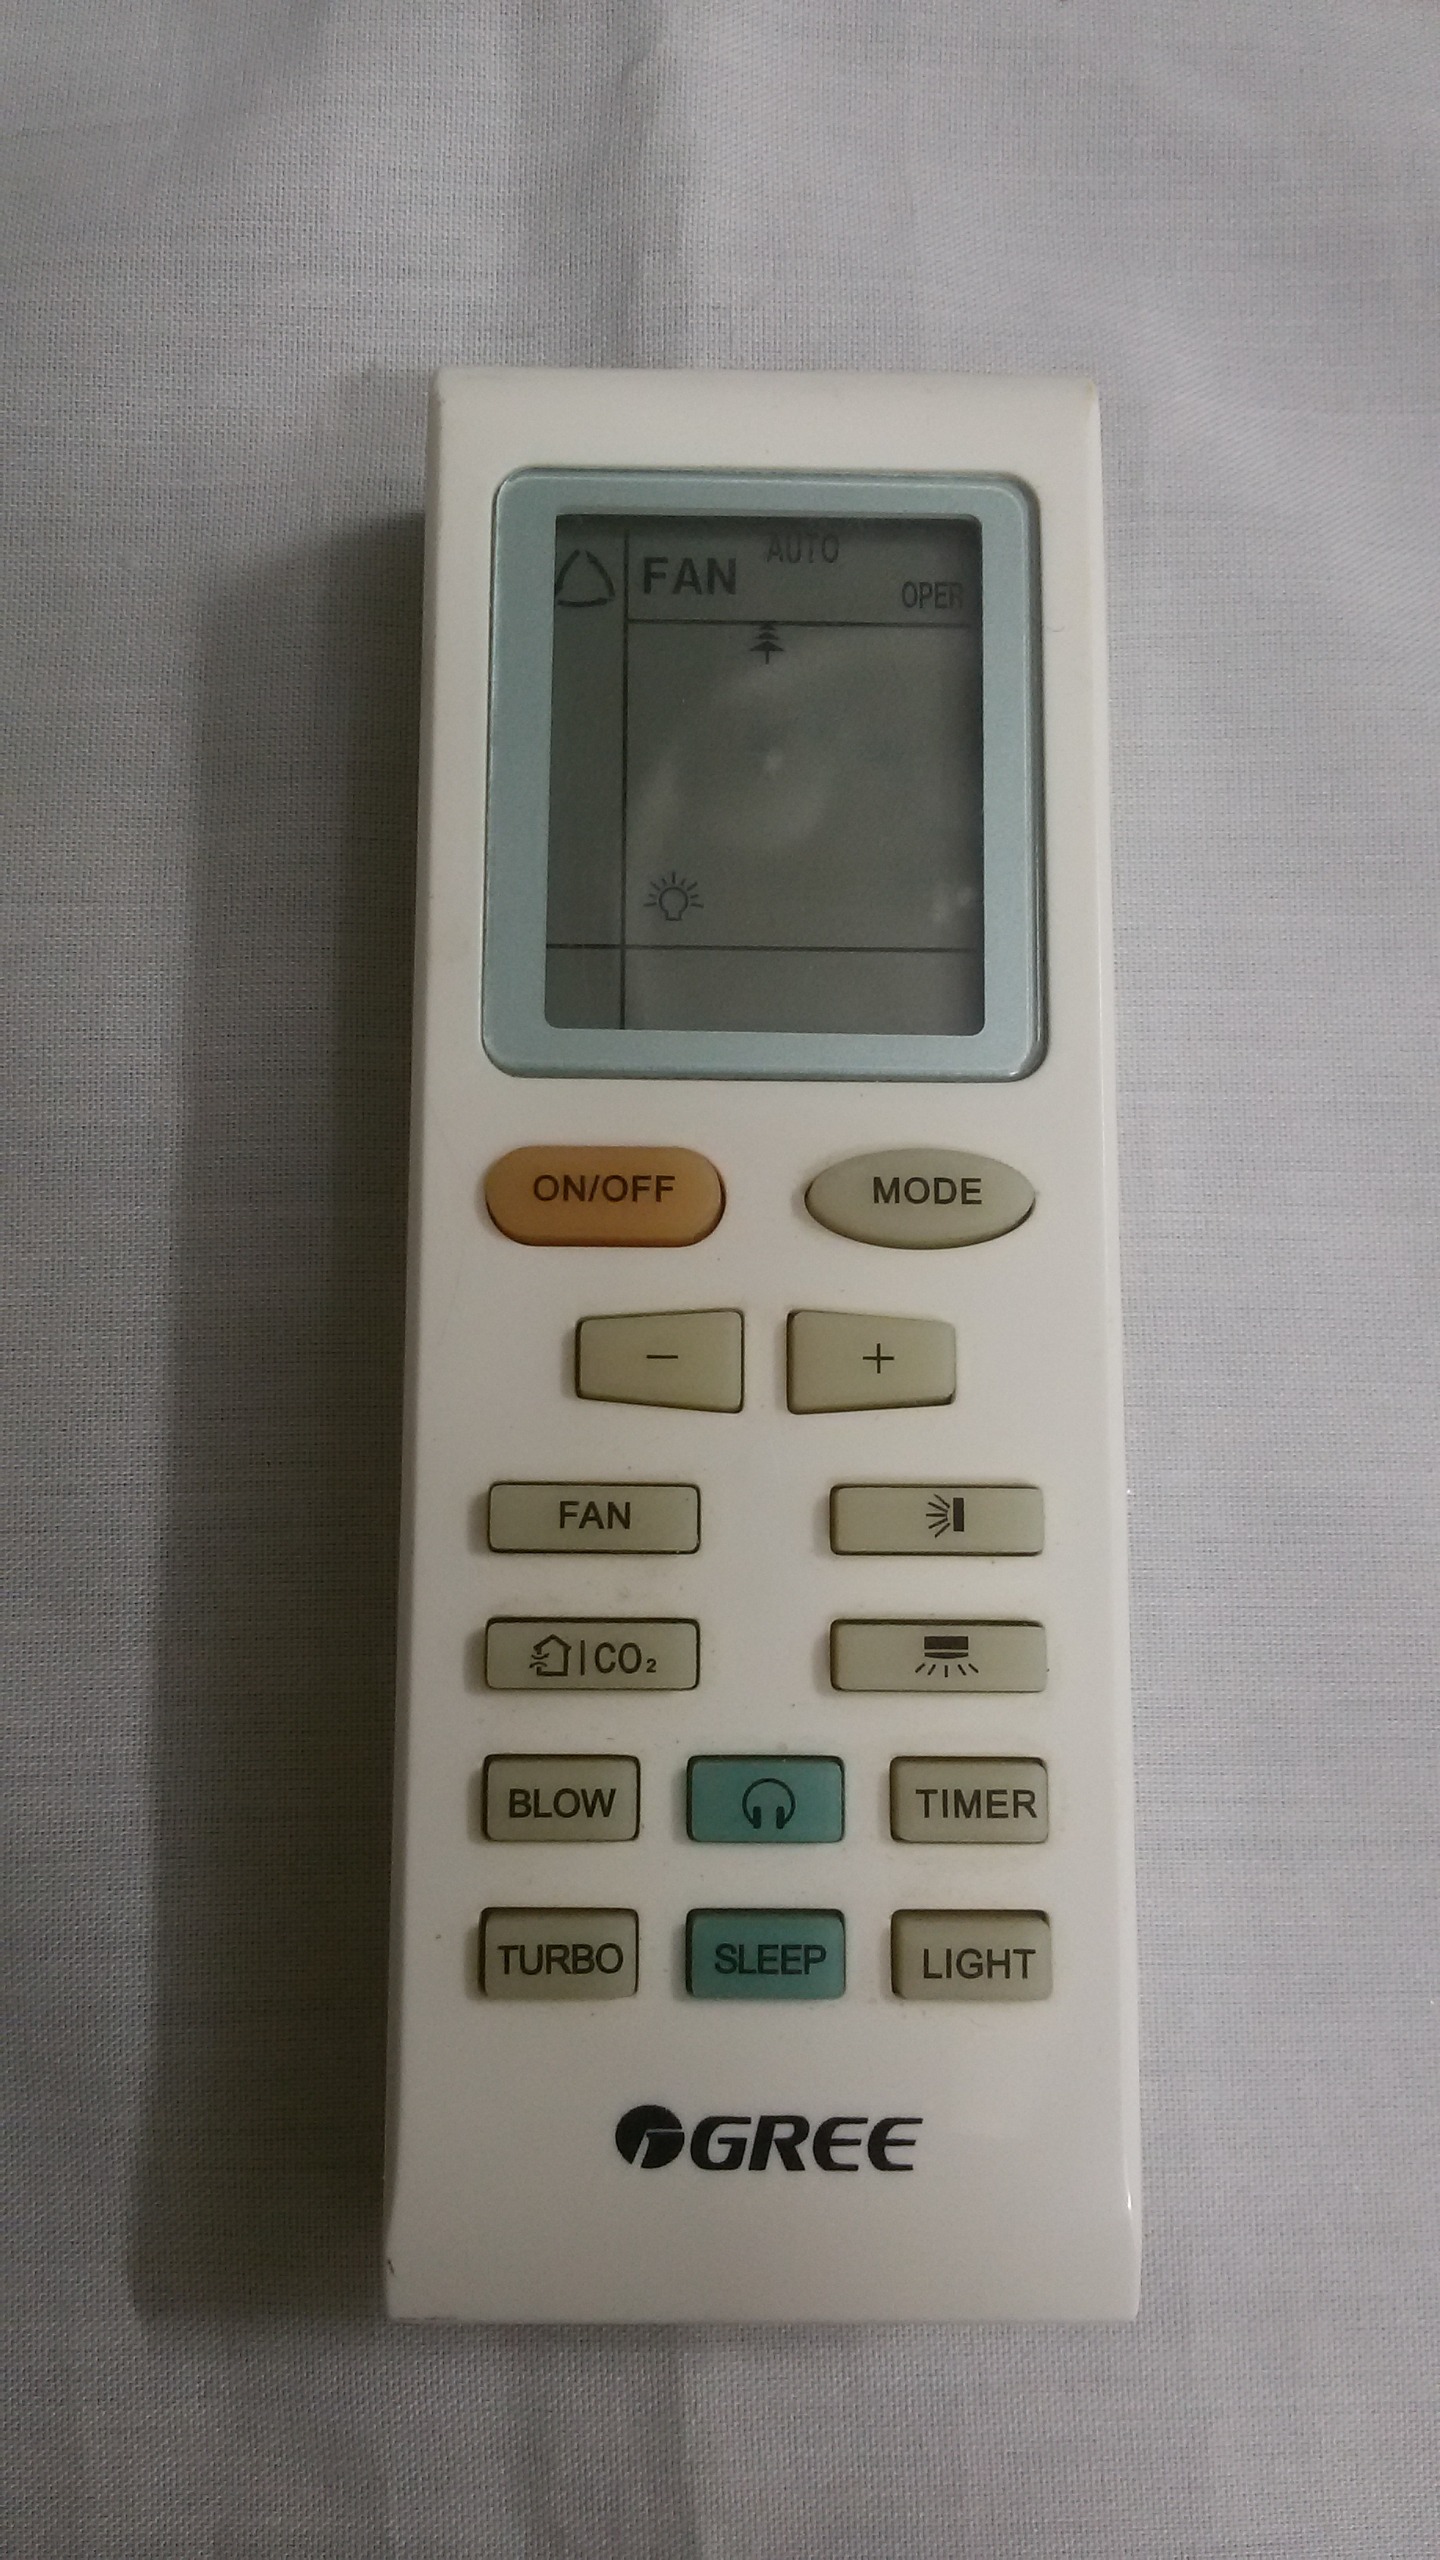 AUTO
FAN
OPER
ON/OFF MODE
− +
FAN
CO₂
BLOW TIMER
TURBO SLEEP LIGHT
GREE